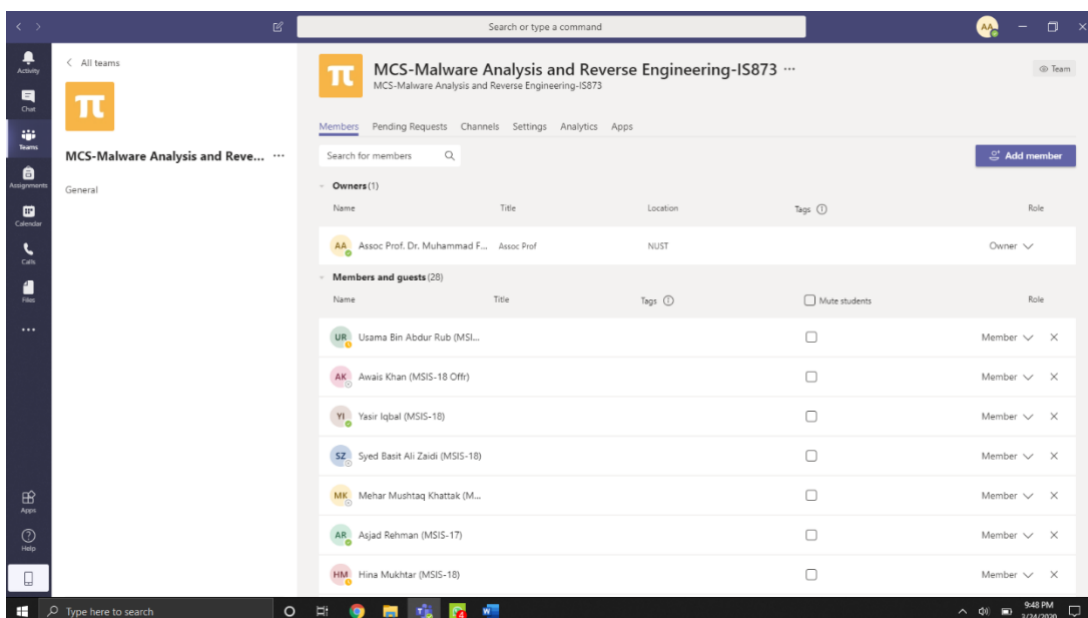 Search or type a command
AA
Activity
Chat
Teams
Assignments
Calendar
Calls
Files
Apps
Help
All teams
π
MCS-Malware Analysis and Reve... ...
General
π
MCS-Malware Analysis and Reverse Engineering-IS873 ...
MCS-Malware Analysis and Reverse Engineering-IS873
Team
Members Pending Requests Channels Settings Analytics Apps
Search for members
Add member
Owners(1)
Name Title Location Tags Role
AA Assoc Prof. Dr. Muhammad F... Assoc Prof NUST Owner
Members and guests(28)
Name Title Tags Mute students Role
UR Usama Bin Abdur Rub (MSI... Member
AK Awais Khan (MSIS-18 Offr) Member
YI Yasir Iqbal (MSIS-18) Member
SZ Syed Basit Ali Zaidi (MSIS-18) Member
MK Mehar Mushtaq Khattak (M... Member
AR Asjad Rehman (MSIS-17) Member
HM Hina Mukhtar (MSIS-18) Member
Type here to search
9:48 PM
3/24/2020